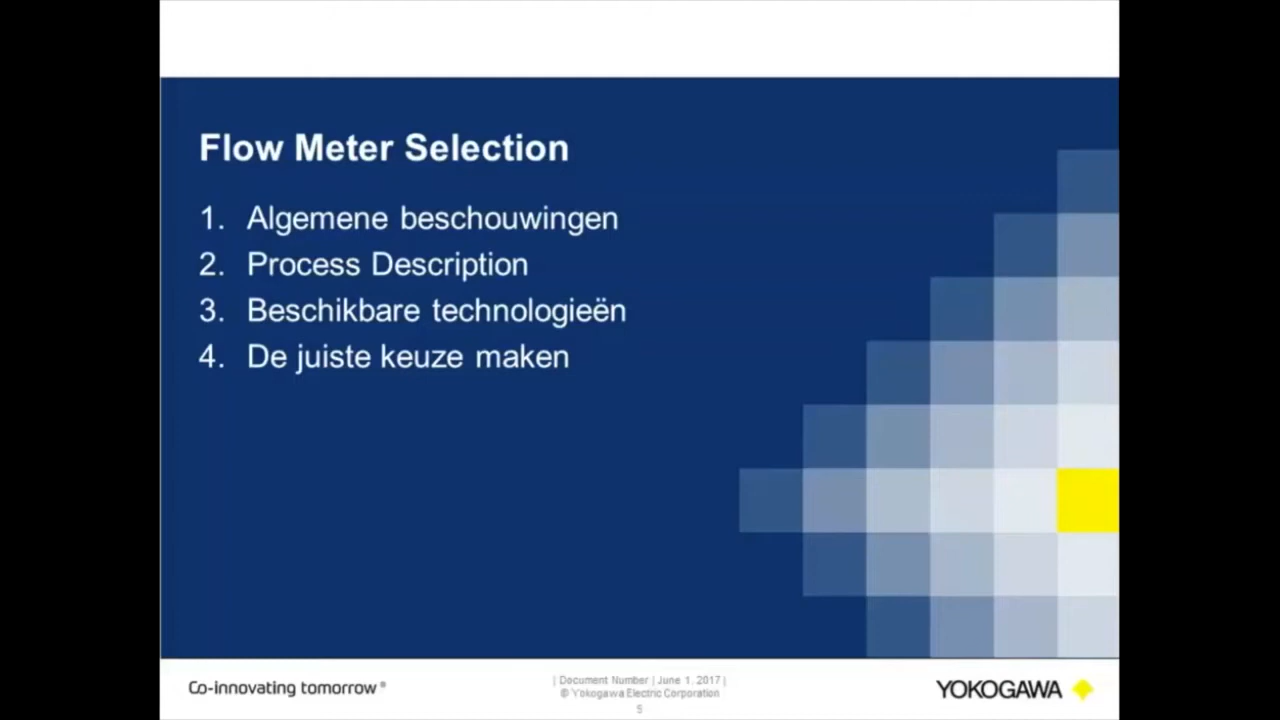 Flow Meter Selection
1. Algemene beschouwingen
2. Process Description
3. Beschikbare technologieën
4. De juiste keuze maken
Co-innovating tomorrow®
| Document Number | June 1, 2017 |
© Yokogawa Electric Corporation
5
YOKOGAWA